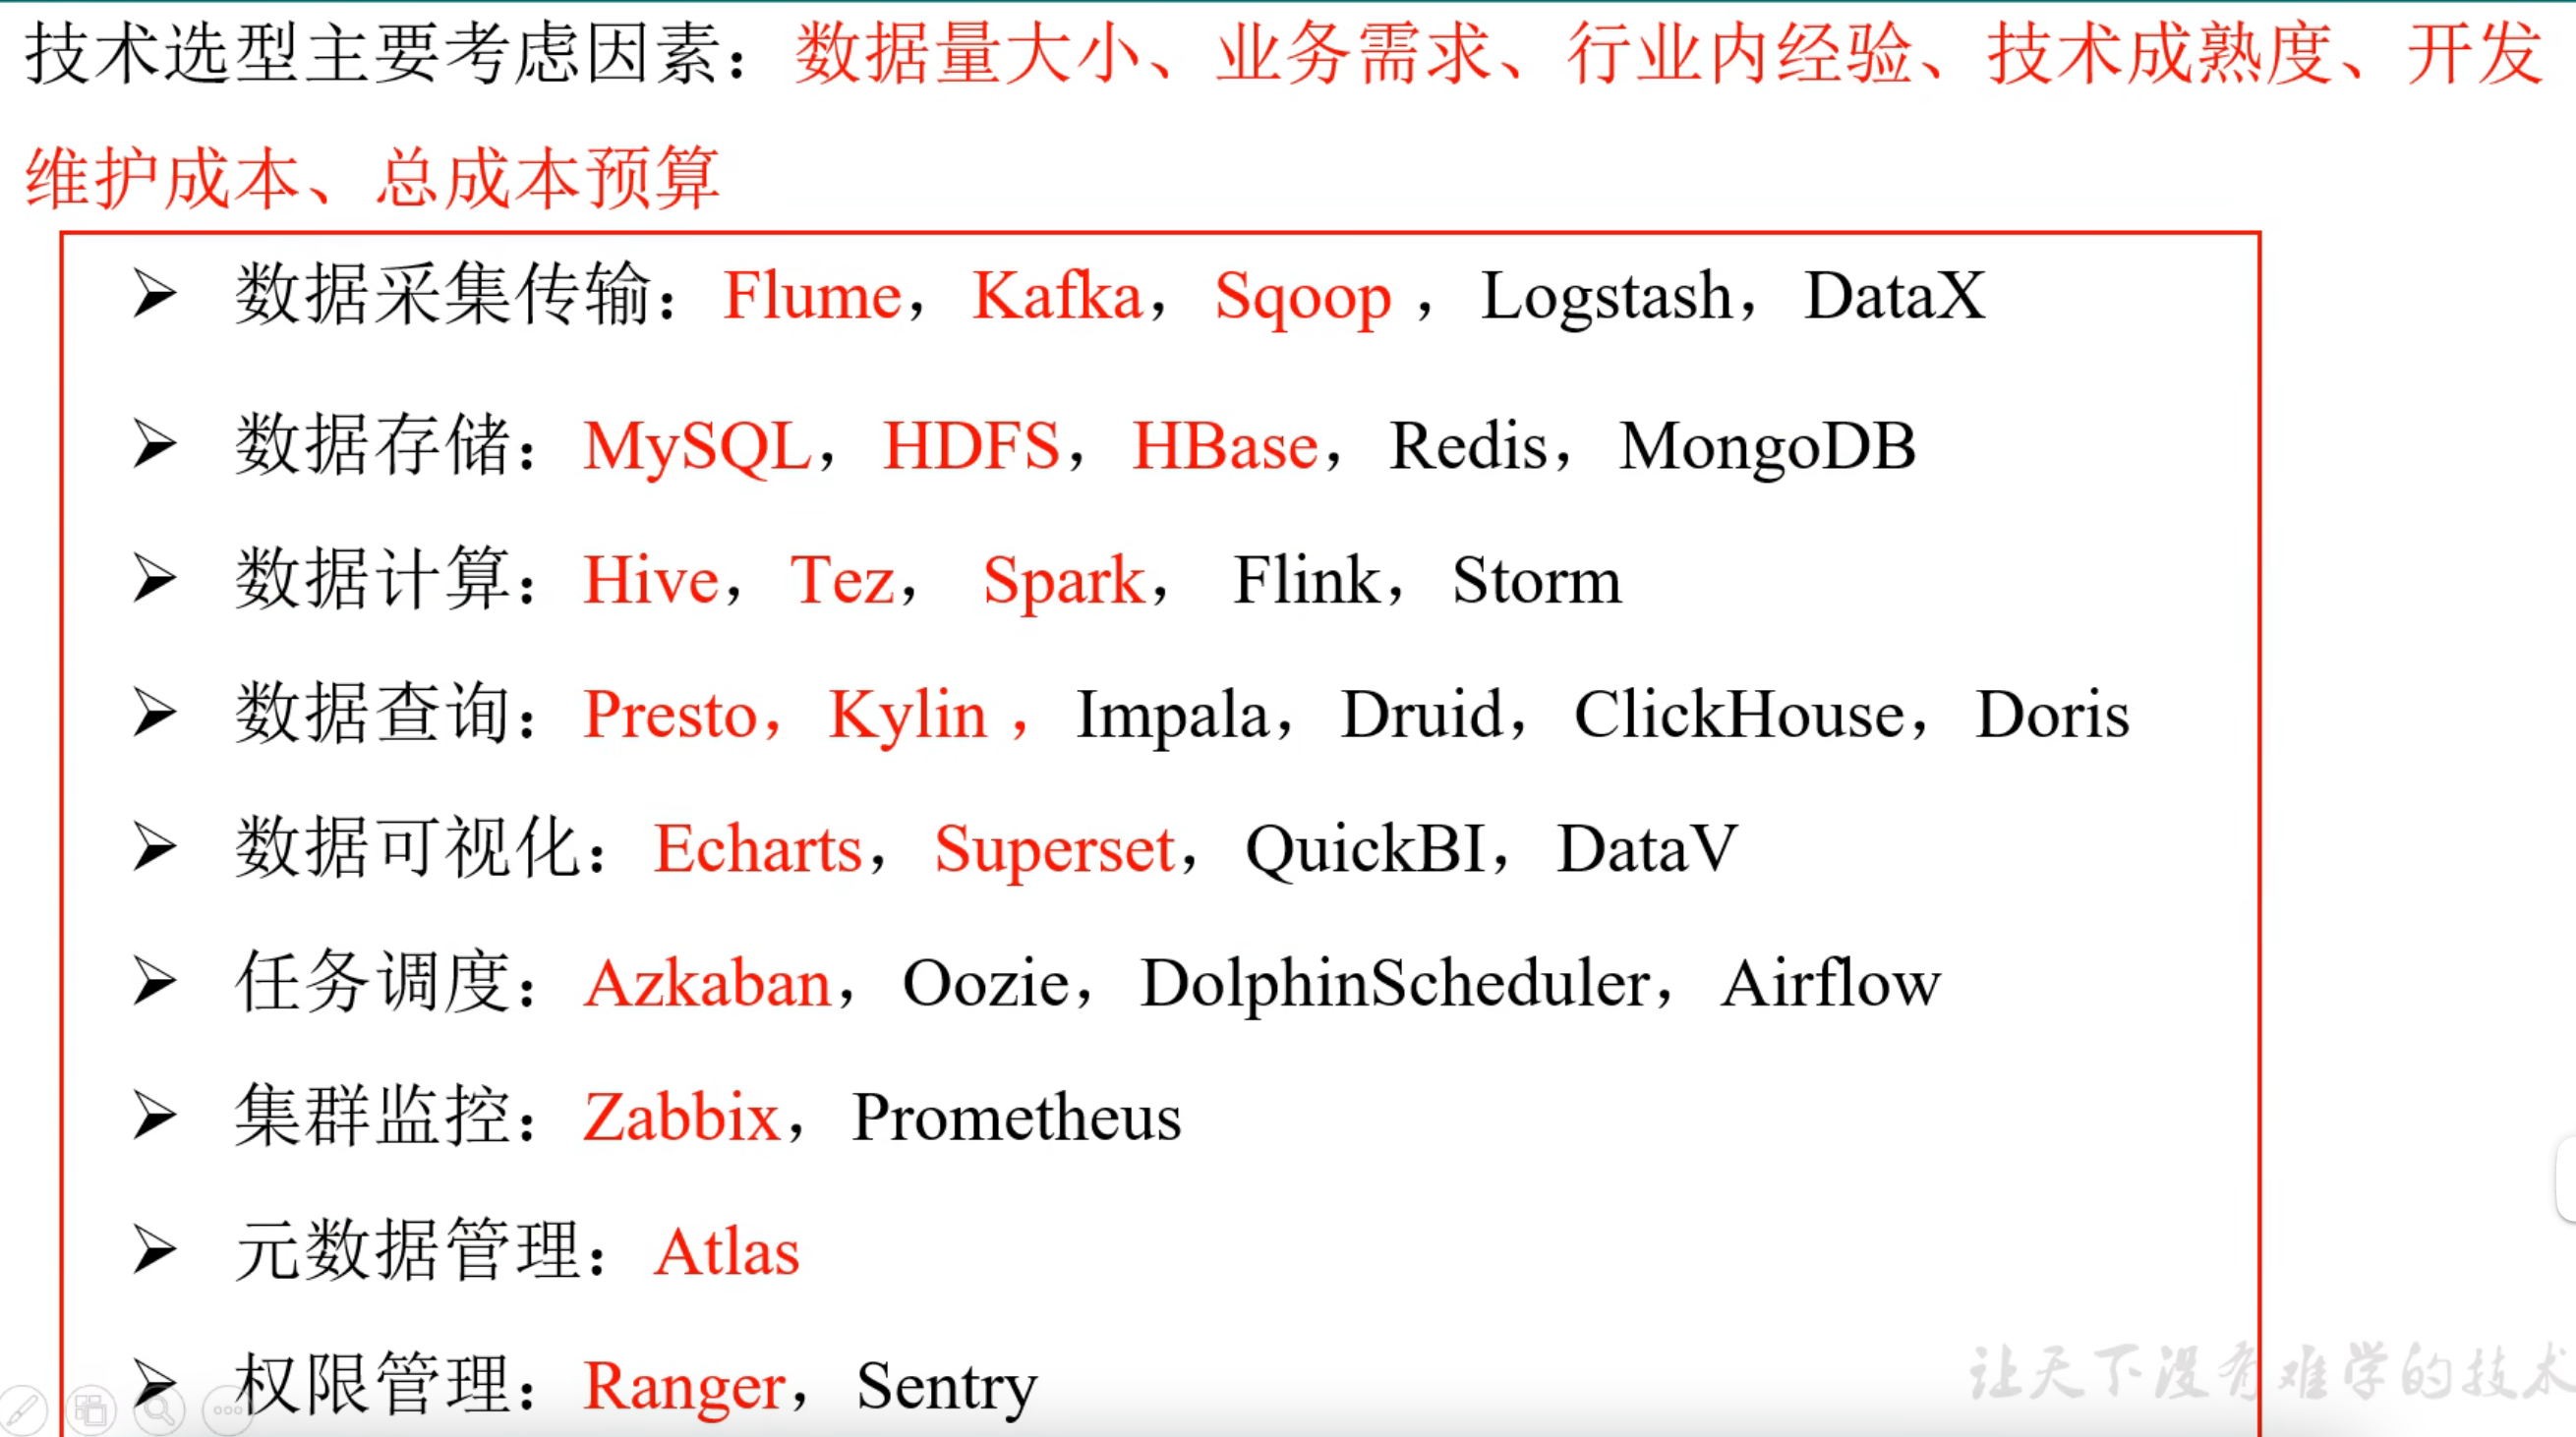 技术选型主要考虑因素：数据量大小、业务需求、行业内经验、技术成熟度、开发
维护成本、总成本预算
➢ 数据采集传输：Flume，Kafka，Sqoop ，Logstash，DataX
➢ 数据存储：MySQL，HDFS，HBase，Redis，MongoDB
➢ 数据计算：Hive，Tez， Spark， Flink，Storm
➢ 数据查询：Presto，Kylin ，Impala，Druid，ClickHouse，Doris
➢ 数据可视化：Echarts，Superset，QuickBI，DataV
➢ 任务调度：Azkaban，Oozie，DolphinScheduler，Airflow
➢ 集群监控：Zabbix，Prometheus
➢ 元数据管理：Atlas
➢ 权限管理：Ranger，Sentry
让天下没有难学的技术